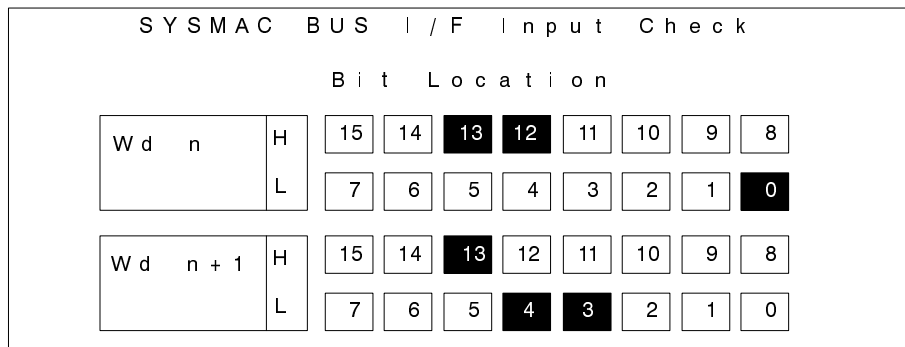 SYSMAC BUS I/F Input Check
Bit Location
Wd n H 15 14 13 12 11 10 9 8
L 7 6 5 4 3 2 1 0
Wd n+1 H 15 14 13 12 11 10 9 8
L 7 6 5 4 3 2 1 0